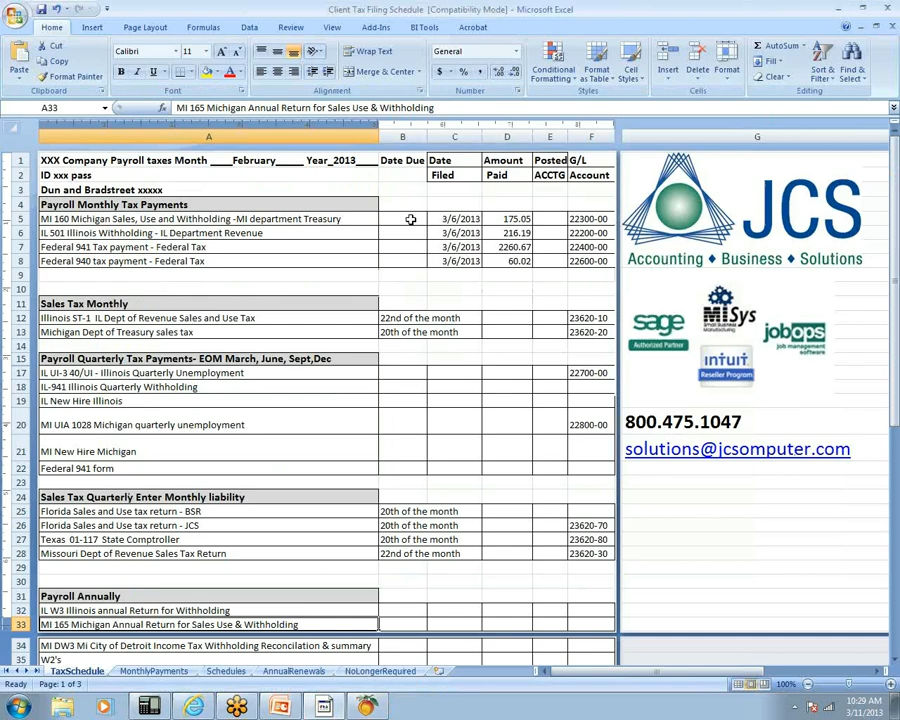 Client Tax Filing Schedule [Compatibility Mode] - Microsoft Excel
Home Insert Page Layout Formulas Data Review View Add-Ins BI Tools Acrobat
Cut
Copy
Format Painter
Paste
Clipboard
Calibri 11
B I U
Font
Wrap Text
Merge & Center
Alignment
General
$ % ,
Number
Conditional Formatting
Format as Table
Cell Styles
Styles
Insert Delete Format
Cells
AutoSum
Fill
Clear
Sort & Filter
Find & Select
Editing
A33 fx MI 165 Michigan Annual Return for Sales Use & Withholding
A B C D E F G
1 XXX Company Payroll taxes Month ____February_____ Year_2013____ Date Due Date Amount Posted G/L
2 ID xxx pass Filed Paid ACCTG Account
3 Dun and Bradstreet xxxxx
4 Payroll Monthly Tax Payments
5 MI 160 Michigan Sales, Use and Withholding -MI department Treasury 3/6/2013 175.05 22300-00
6 IL 501 Illinois Withholding - IL Department Revenue 3/6/2013 216.19 22200-00
7 Federal 941 Tax payment - Federal Tax 3/6/2013 2260.67 22400-00
8 Federal 940 tax payment - Federal Tax 3/6/2013 60.02 22600-00
9
10
11 Sales Tax Monthly
12 Illinois ST-1 IL Dept of Revenue Sales and Use Tax 22nd of the month 23620-10
13 Michigan Dept of Treasury sales tax 20th of the month 23620-20
14
15 Payroll Quarterly Tax Payments- EOM March, June, Sept,Dec
17 IL UI-3 40/UI - Illinois Quarterly Unemployment 22700-00
18 IL-941 Illinois Quarterly Withholding
19 IL New Hire Illinois
20 MI UIA 1028 Michigan quarterly unemployment 22800-00
21 MI New Hire Michigan
22 Federal 941 form
23
24 Sales Tax Quarterly Enter Monthly liability
25 Florida Sales and Use tax return - BSR 20th of the month
26 Florida Sales and Use tax return - JCS 20th of the month 23620-70
27 Texas 01-117 State Comptroller 20th of the month 23620-80
28 Missouri Dept of Revenue Sales Tax Return 22nd of the month 23620-30
29
30
31 Payroll Annually
32 IL W3 Illinois annual Return for Withholding
33 MI 165 Michigan Annual Return for Sales Use & Withholding
34 MI DW3 Mi City of Detroit Income Tax Withholding Reconcilation & summary
35 W2's
JCS
Accounting ◆ Business ◆ Solutions
sage
Authorized Partner
MISys
Small Business Manufacturing
jobops
job management software
intuit
Reseller Program
800.475.1047
solutions@jcsomputer.com
TaxSchedule MonthlyPayments Schedules AnnualRenewals NoLongerRequired
Ready Page: 1 of 3 100%
10:29 AM
3/11/2013